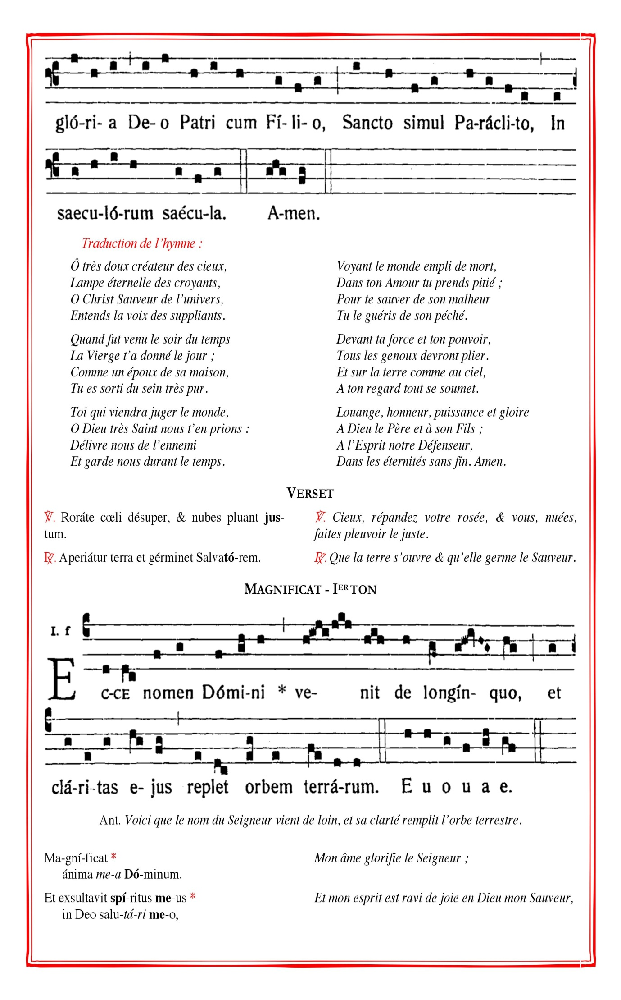 gló-ri- a De- o Patri cum Fí- li- o, Sancto simul Pa-rácli-to, In
saecu-ló-rum saécu-la. A-men.
Traduction de l’hymne :
Ô très doux créateur des cieux,
Lampe éternelle des croyants,
O Christ Sauveur de l’univers,
Entends la voix des suppliants.
Quand fut venu le soir du temps
La Vierge t’a donné le jour ;
Comme un époux de sa maison,
Tu es sorti du sein très pur.
Toi qui viendra juger le monde,
O Dieu très Saint nous t’en prions :
Délivre nous de l’ennemi
Et garde nous durant le temps.
Voyant le monde empli de mort,
Dans ton Amour tu prends pitié ;
Pour te sauver de son malheur
Tu le guéris de son péché.
Devant ta force et ton pouvoir,
Tous les genoux devront plier.
Et sur la terre comme au ciel,
A ton regard tout se soumet.
Louange, honneur, puissance et gloire
A Dieu le Père et à son Fils ;
A l’Esprit notre Défenseur,
Dans les éternités sans fin. Amen.
VERSET
℣. Roráte cœli désuper, & nubes pluant jus-
tum.
℟. Aperiátur terra et gérminet Salvató-rem.
℣. Cieux, répandez votre rosée, & vous, nuées,
faites pleuvoir le juste.
℟. Que la terre s’ouvre & qu’elle germe le Sauveur.
MAGNIFICAT - IER TON
I. f
EC-CE nomen Dómi-ni * ve- nit de longín- quo, et
clá-ri-tas e- jus replet orbem terrá-rum. E u o u a e.
Ant. Voici que le nom du Seigneur vient de loin, et sa clarté remplit l’orbe terrestre.
Ma-gní-ficat *
ánima me-a Dó-minum.
Mon âme glorifie le Seigneur ;
Et exsultavit spí-ritus me-us *
in Deo salu-tá-ri me-o,
Et mon esprit est ravi de joie en Dieu mon Sauveur,